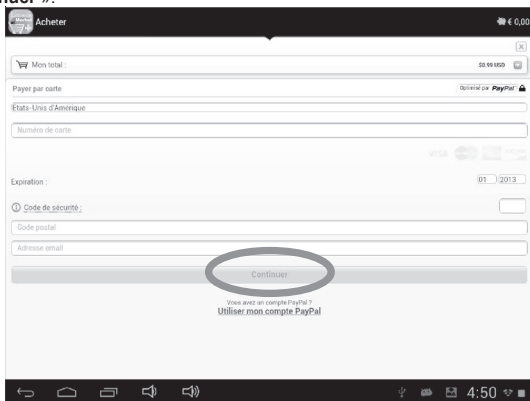 nuer ».
Acheter
€ 0,00
Mon total :
$0.99 USD
Payer par carte
Optimisé par PayPal
États-Unis d'Amérique
Numéro de carte
VISA
Expiration :
01 2013
Code de sécurité :
Code postal
Adresse email
Continuer
Vous avez un compte PayPal ?
Utiliser mon compte PayPal
4:50